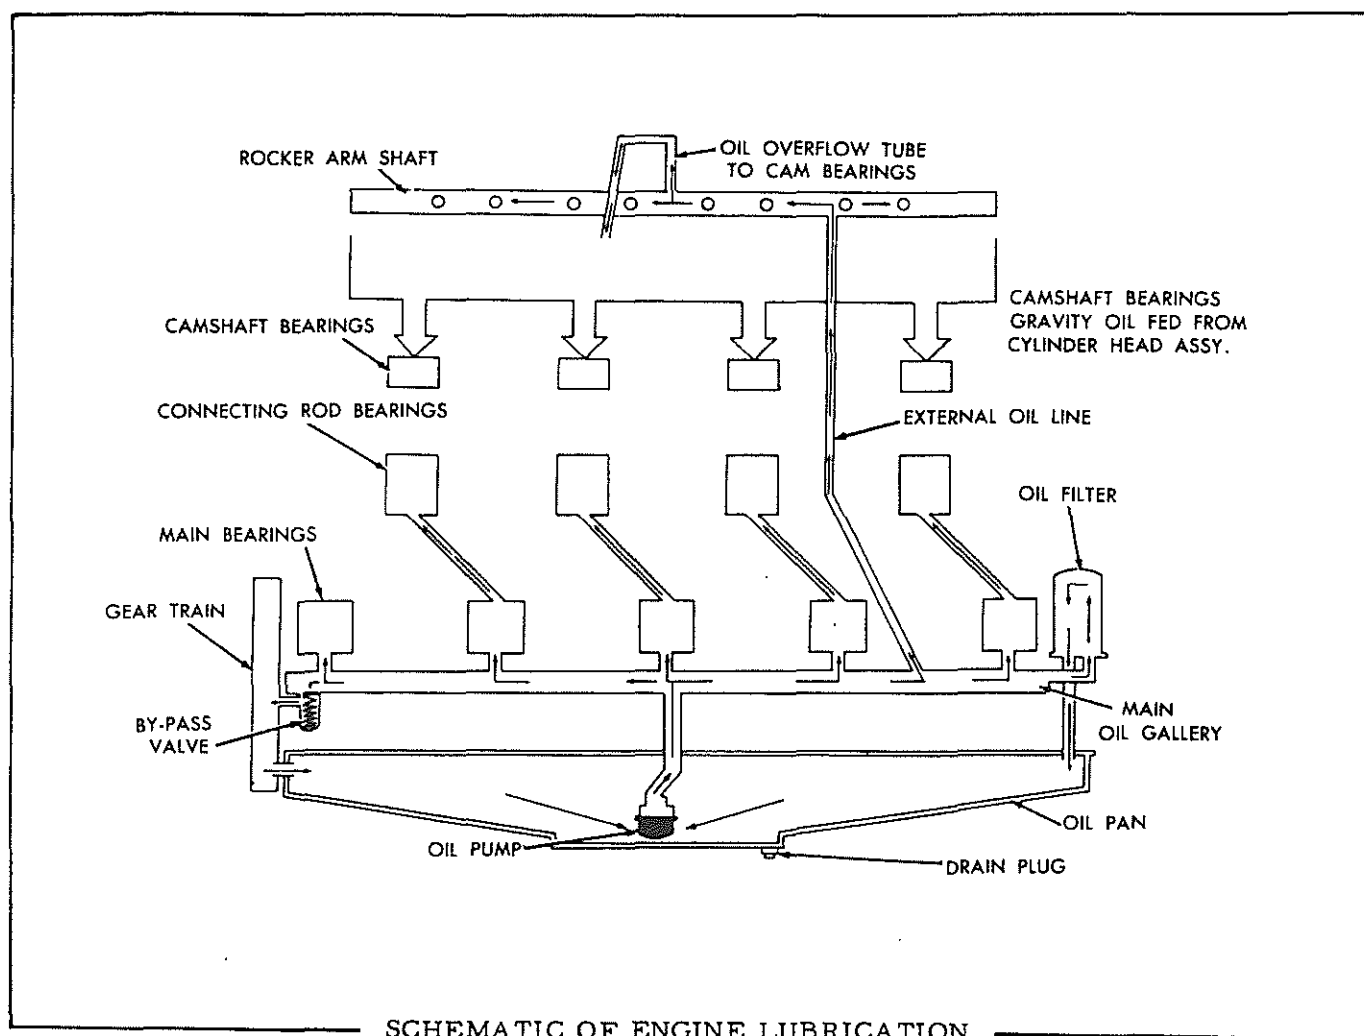 ROCKER ARM SHAFT
OIL OVERFLOW TUBE
TO CAM BEARINGS
CAMSHAFT BEARINGS
CAMSHAFT BEARINGS
GRAVITY OIL FED FROM
CYLINDER HEAD ASSY.
CONNECTING ROD BEARINGS
EXTERNAL OIL LINE
OIL FILTER
MAIN BEARINGS
GEAR TRAIN
BY-PASS
VALVE
MAIN
OIL GALLERY
OIL PUMP
OIL PAN
DRAIN PLUG
SCHEMATIC OF ENGINE LUBRICATION